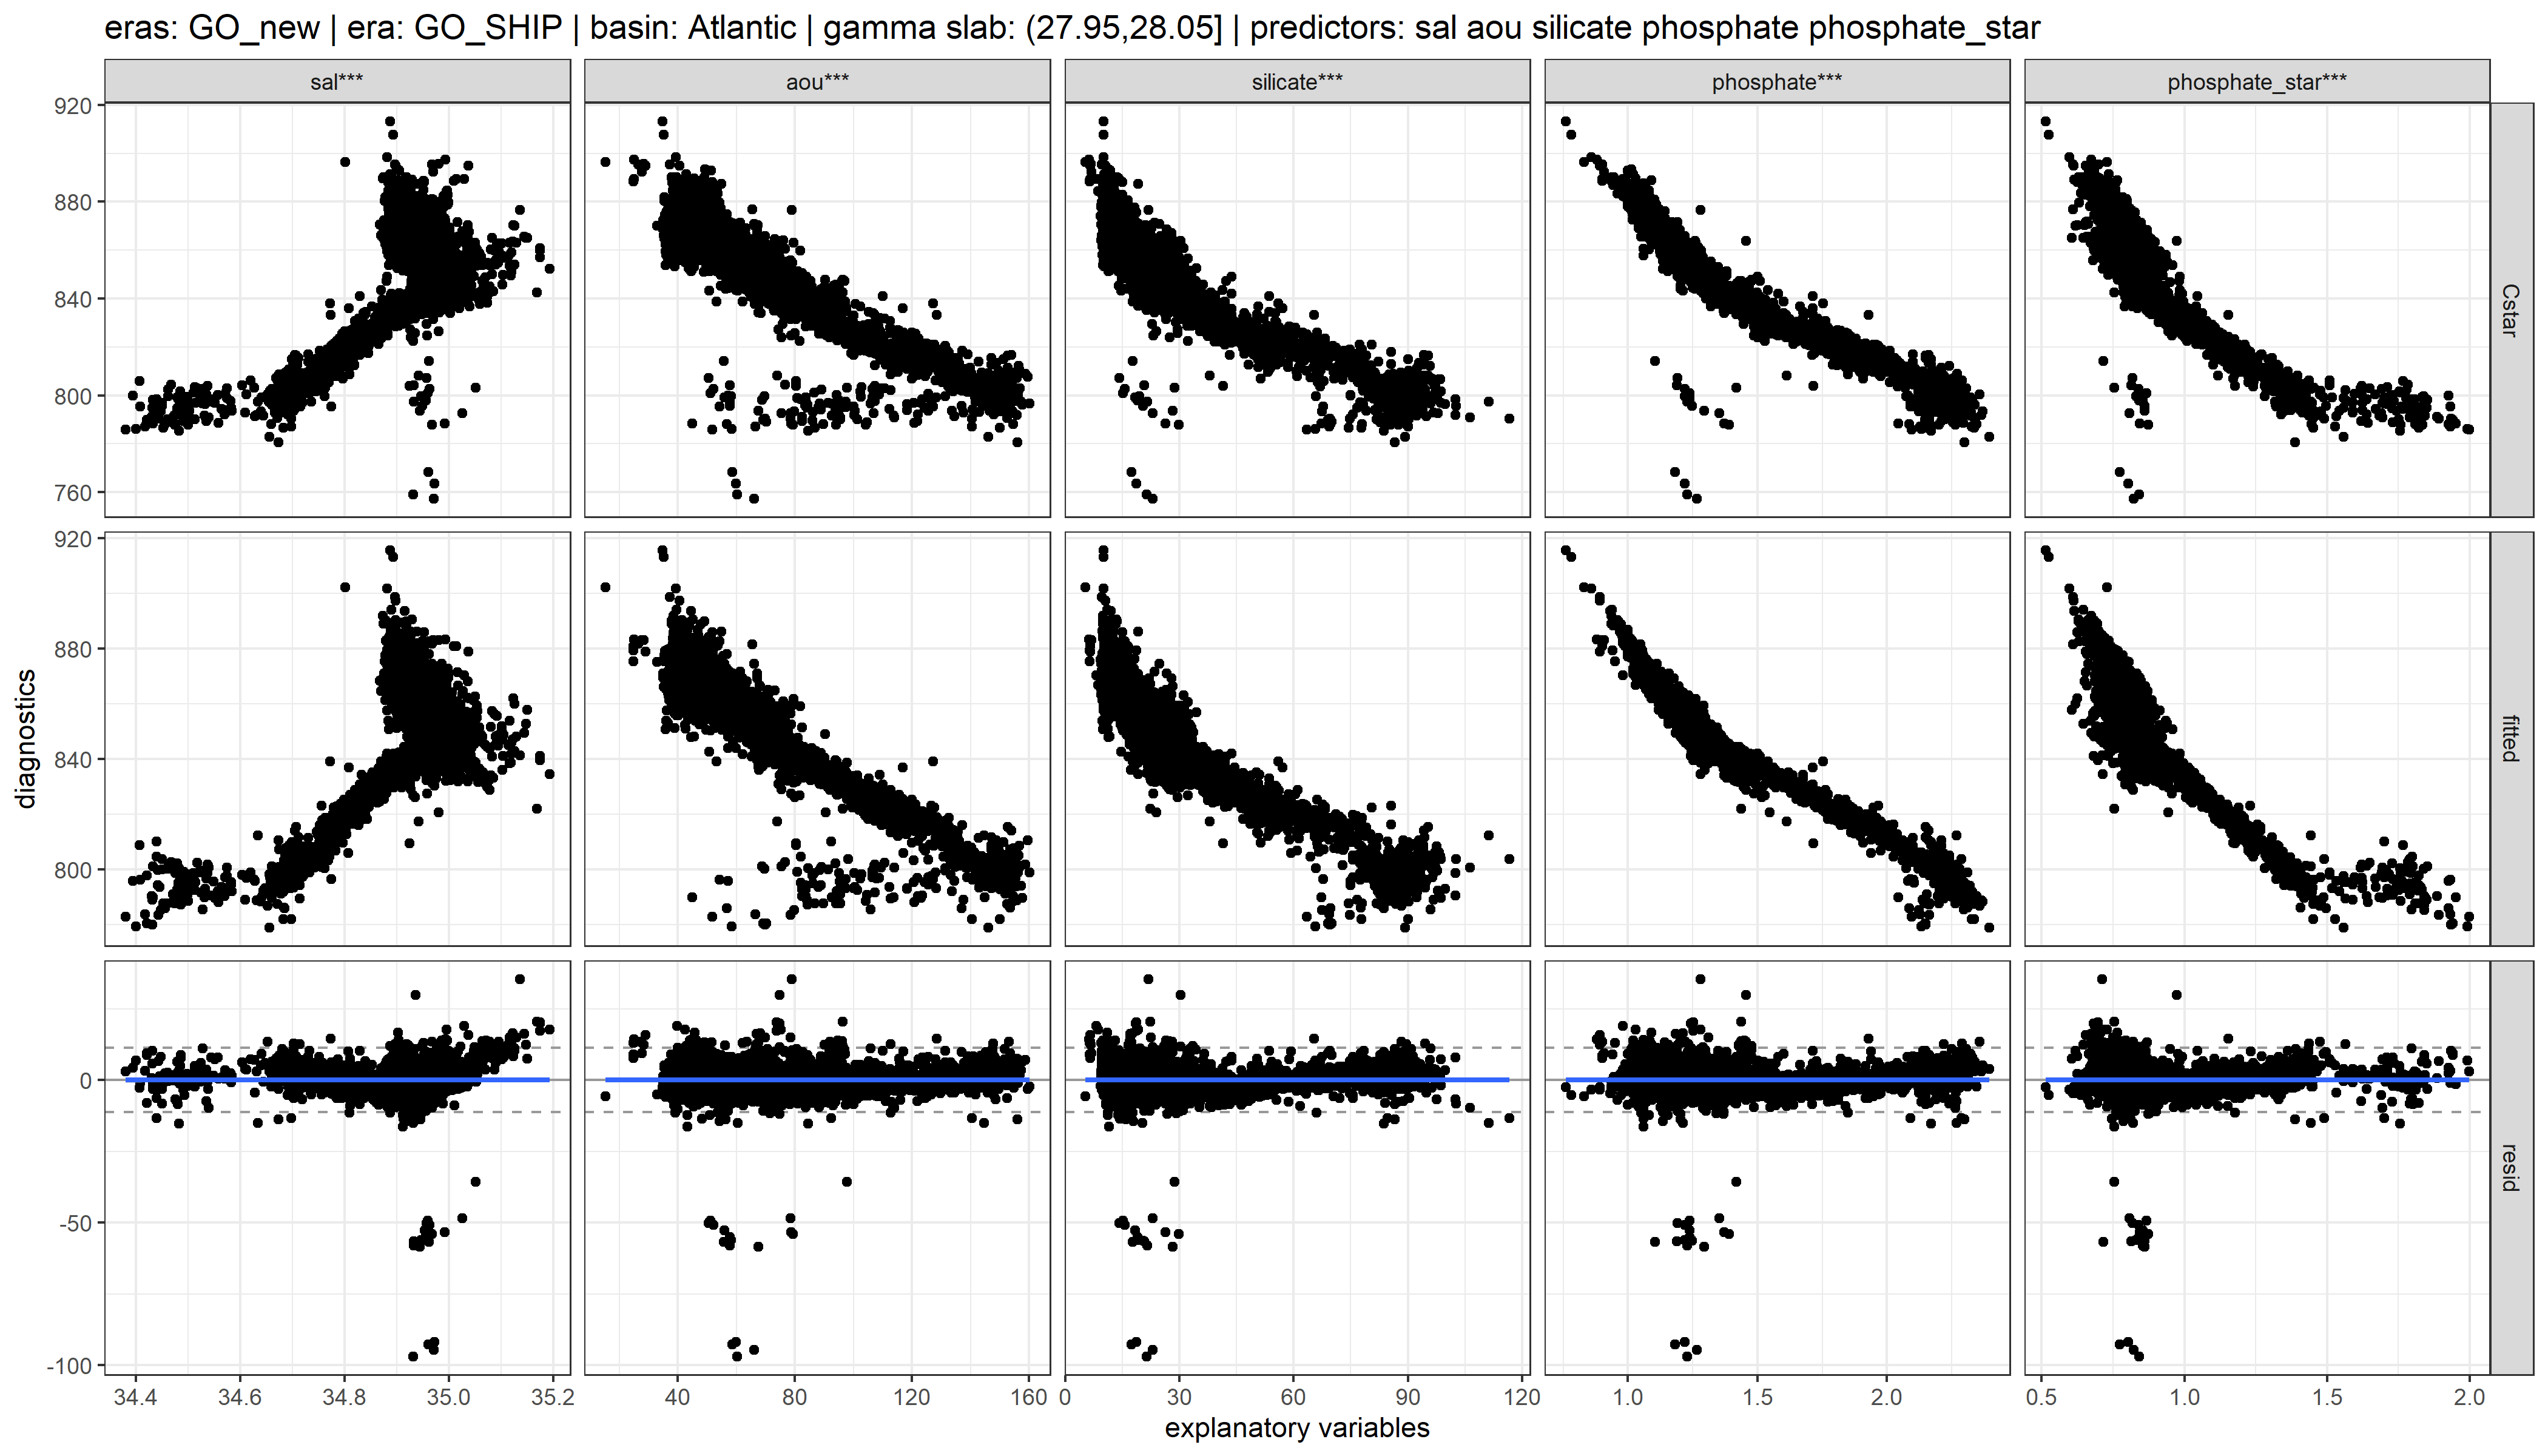 eras: GO_new | era: GO_SHIP | basin: Atlantic | gamma slab: (27.95,28.05] | predictors: sal aou silicate phosphate phosphate_star
sal*** aou*** silicate*** phosphate*** phosphate_star***
920
880
840
800
760
Cstar
920
880
840
800
fitted
diagnostics
0
-50
-100
resid
34.4 34.6 34.8 35.0 35.2 40 80 120 160 0 30 60 90 120 1.0 1.5 2.0 0.5 1.0 1.5 2.0
explanatory variables